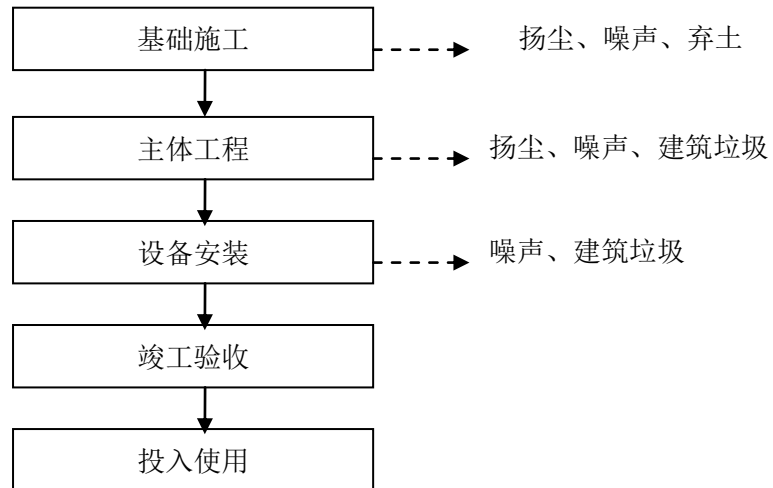 基础施工
扬尘、噪声、弃土
主体工程
扬尘、噪声、建筑垃圾
设备安装
噪声、建筑垃圾
竣工验收
投入使用